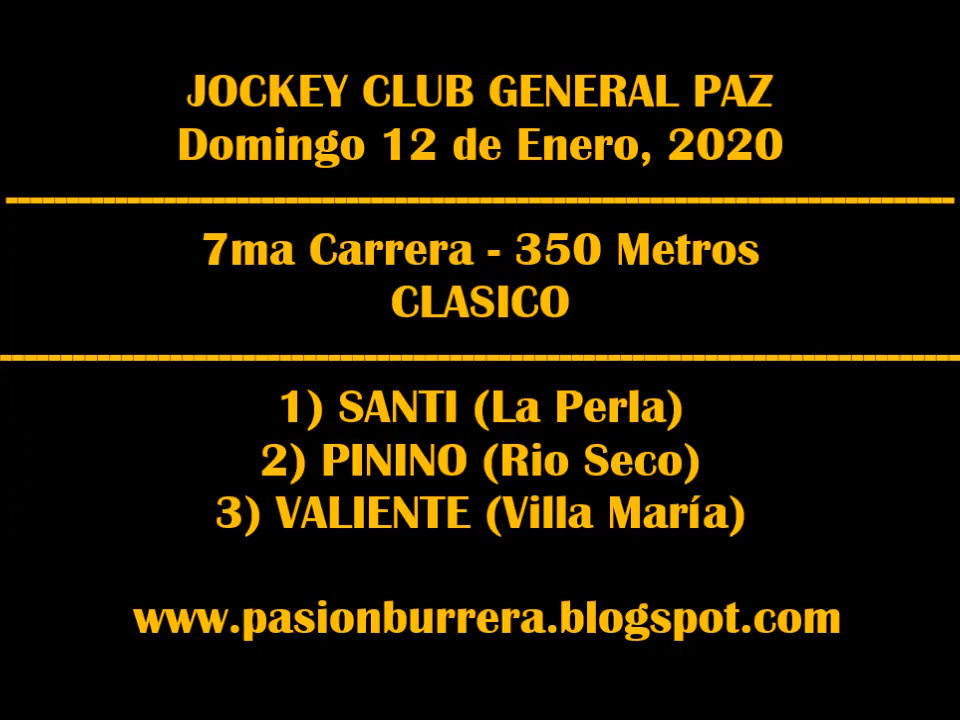 JOCKEY CLUB GENERAL PAZ
Domingo 12 de Enero, 2020
7ma Carrera - 350 Metros
CLASICO
1) SANTI (La Perla)
2) PININO (Rio Seco)
3) VALIENTE (Villa María)
www.pasionburrera.blogspot.com